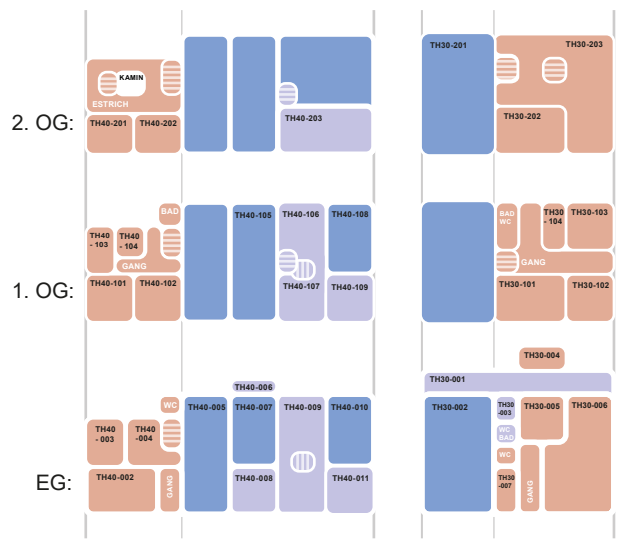 TH30-201
TH30-203
KAMIN
ESTRICH
2. OG:
TH40-201
TH40-202
TH40-203
TH30-202
BAD
TH40-105
TH40-106
TH40-108
BAD
WC
TH30
- 104
TH30-103
TH40
- 103
TH40
- 104
GANG
GANG
1. OG:
TH40-101
TH40-102
TH40-107
TH40-109
TH30-101
TH30-102
TH30-004
TH30-001
TH40-006
WC
TH40-005
TH40-007
TH40-009
TH40-010
TH30-002
TH30
-003
TH30-005
TH30-006
TH40
- 003
TH40
-004
WC
BAD
WC
EG:
TH40-002
GANG
TH40-008
TH40-011
TH30
-007
GANG